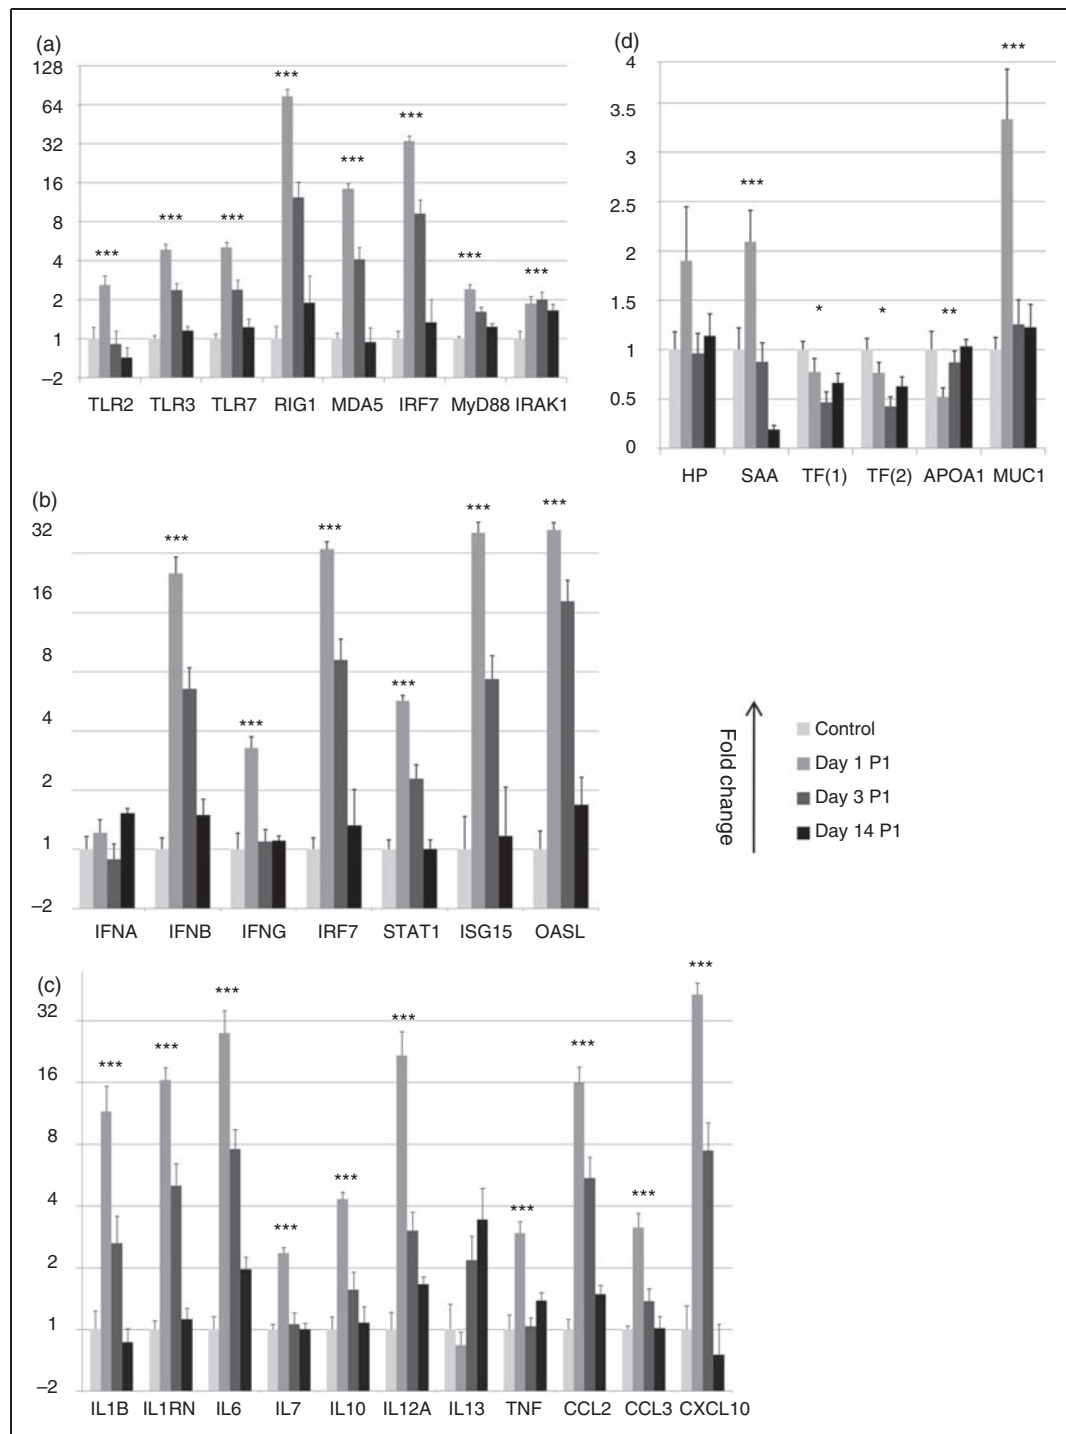 (a)
128
64
32
16
8
4
2
1
–2
*** *** *** *** *** *** *** ***
TLR2 TLR3 TLR7 RIG1 MDA5 IRF7 MyD88 IRAK1
(d)
4
3.5
3
2.5
2
1.5
1
0.5
0
*** * * ** ***
HP SAA TF(1) TF(2) APOA1 MUC1
(b)
32
16
8
4
2
1
–2
*** *** *** *** *** ***
IFNA IFNB IFNG IRF7 STAT1 ISG15 OASL
Fold change
Control
Day 1 P1
Day 3 P1
Day 14 P1
(c)
32
16
8
4
2
1
–2
*** *** *** *** *** *** *** *** *** ***
IL1B IL1RN IL6 IL7 IL10 IL12A IL13 TNF CCL2 CCL3 CXCL10